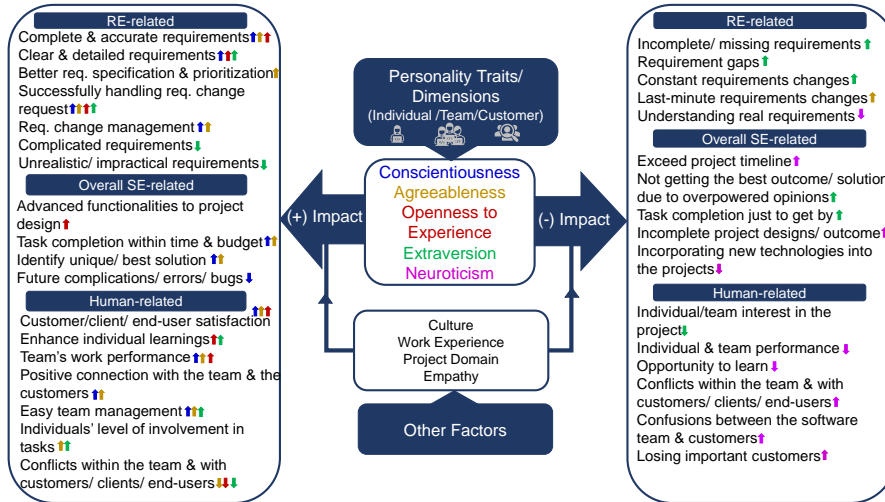 RE-related
Complete & accurate requirements
Clear & detailed requirements
Better req. specification & prioritization
Successfully handling req. change
request
Req. change management
Complicated requirements
Unrealistic/ impractical requirements
Overall SE-related
Advanced functionalities to project
design
Task completion within time & budget
Identify unique/ best solution
Future complications/ errors/ bugs
Human-related
Customer/client/ end-user satisfaction
Enhance individual learnings
Team's work performance
Positive connection with the team & the
customers
Easy team management
Individuals' level of involvement in
tasks
Conflicts within the team & with
customers/ clients/ end-users
(+) Impact
Personality Traits/
Dimensions
(Individual /Team/Customer)
Conscientiousness
Agreeableness
Openness to
Experience
Extraversion
Neuroticism
Culture
Work Experience
Project Domain
Empathy
Other Factors
(-) Impact
RE-related
Incomplete/ missing requirements
Requirement gaps
Constant requirements changes
Last-minute requirements changes
Understanding real requirements
Overall SE-related
Exceed project timeline
Not getting the best outcome/ solution
due to overpowered opinions
Task completion just to get by
Incomplete project designs/ outcome
Incorporating new technologies into
the projects
Human-related
Individual/team interest in the
project
Individual & team performance
Opportunity to learn
Conflicts within the team & with
customers/ clients/ end-users
Confusions between the software
team & customers
Losing important customers